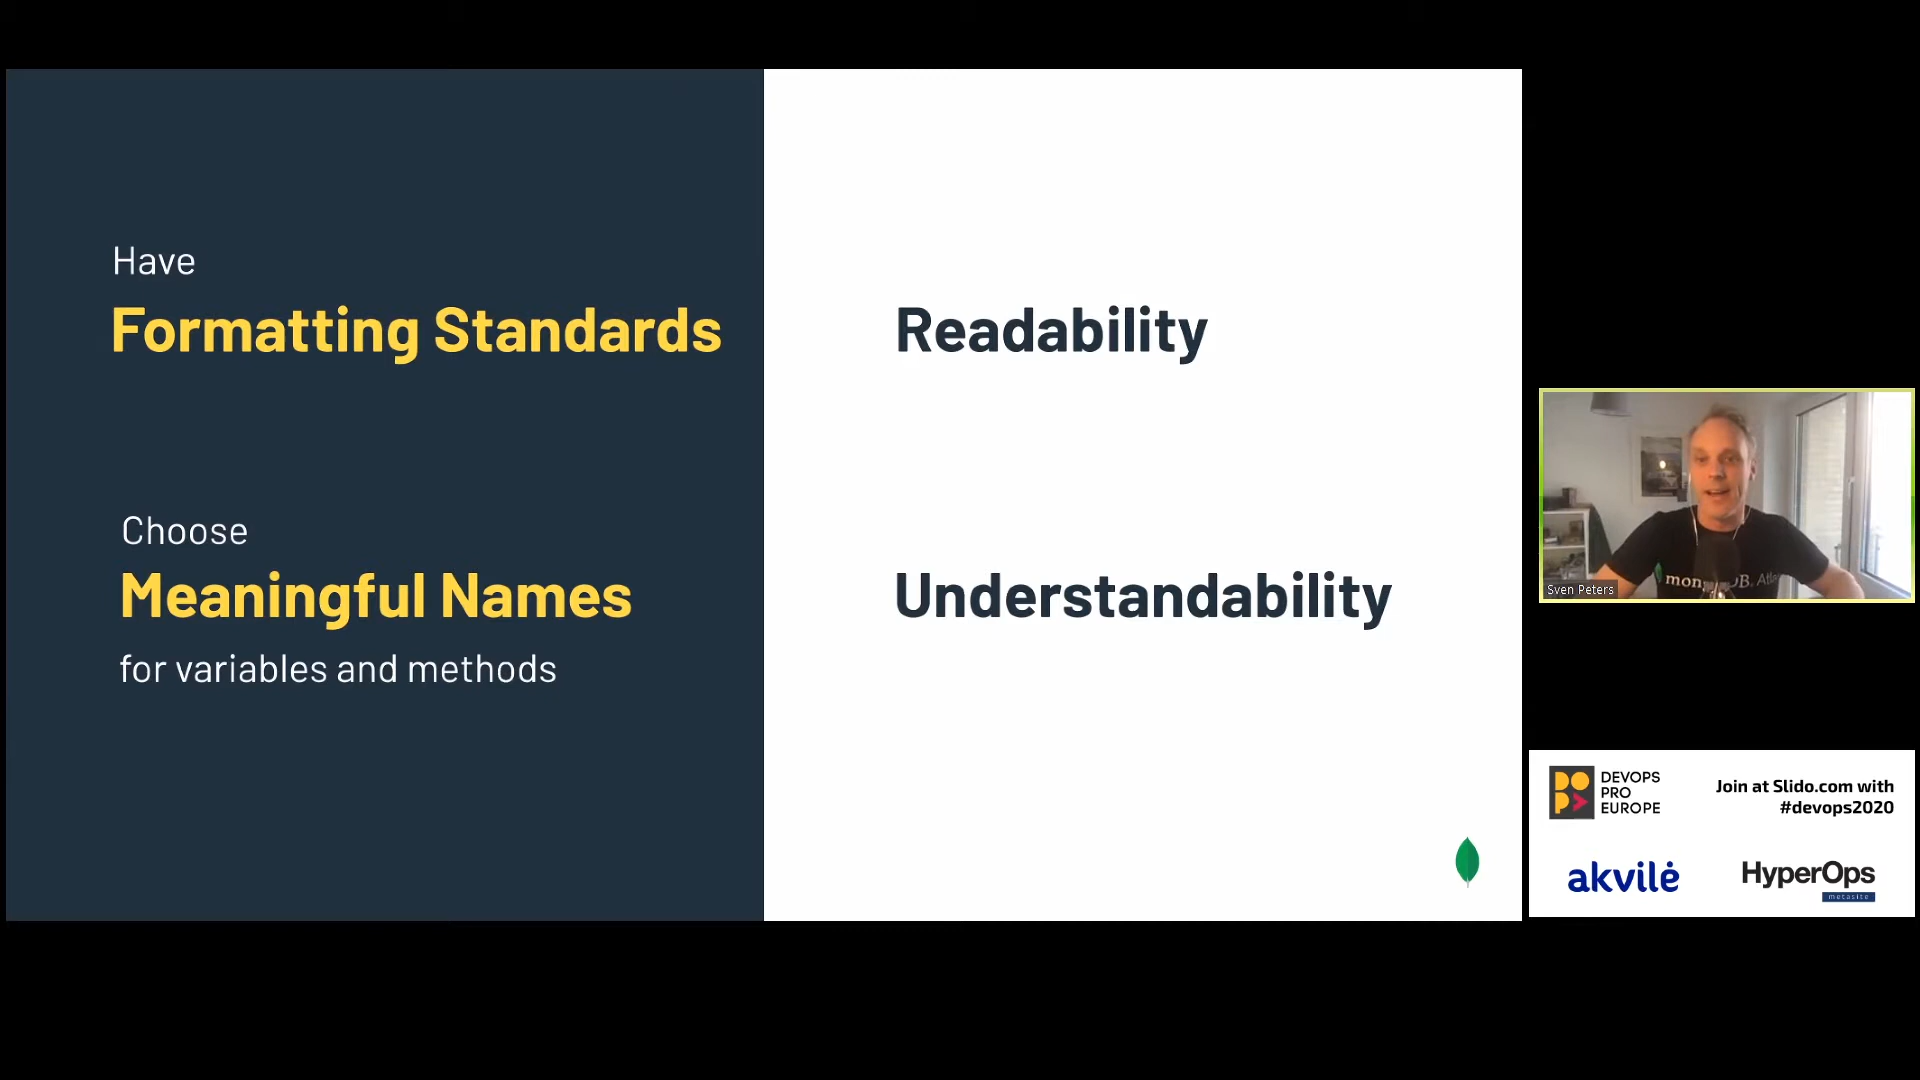 Have
Formatting Standards
Readability
Choose
Meaningful Names
for variables and methods
Understandability
Sven Peters
DEVOPS
PRO
EUROPE
Join at Slido.com with
#devops2020
akvilė
HyperOps
metasite